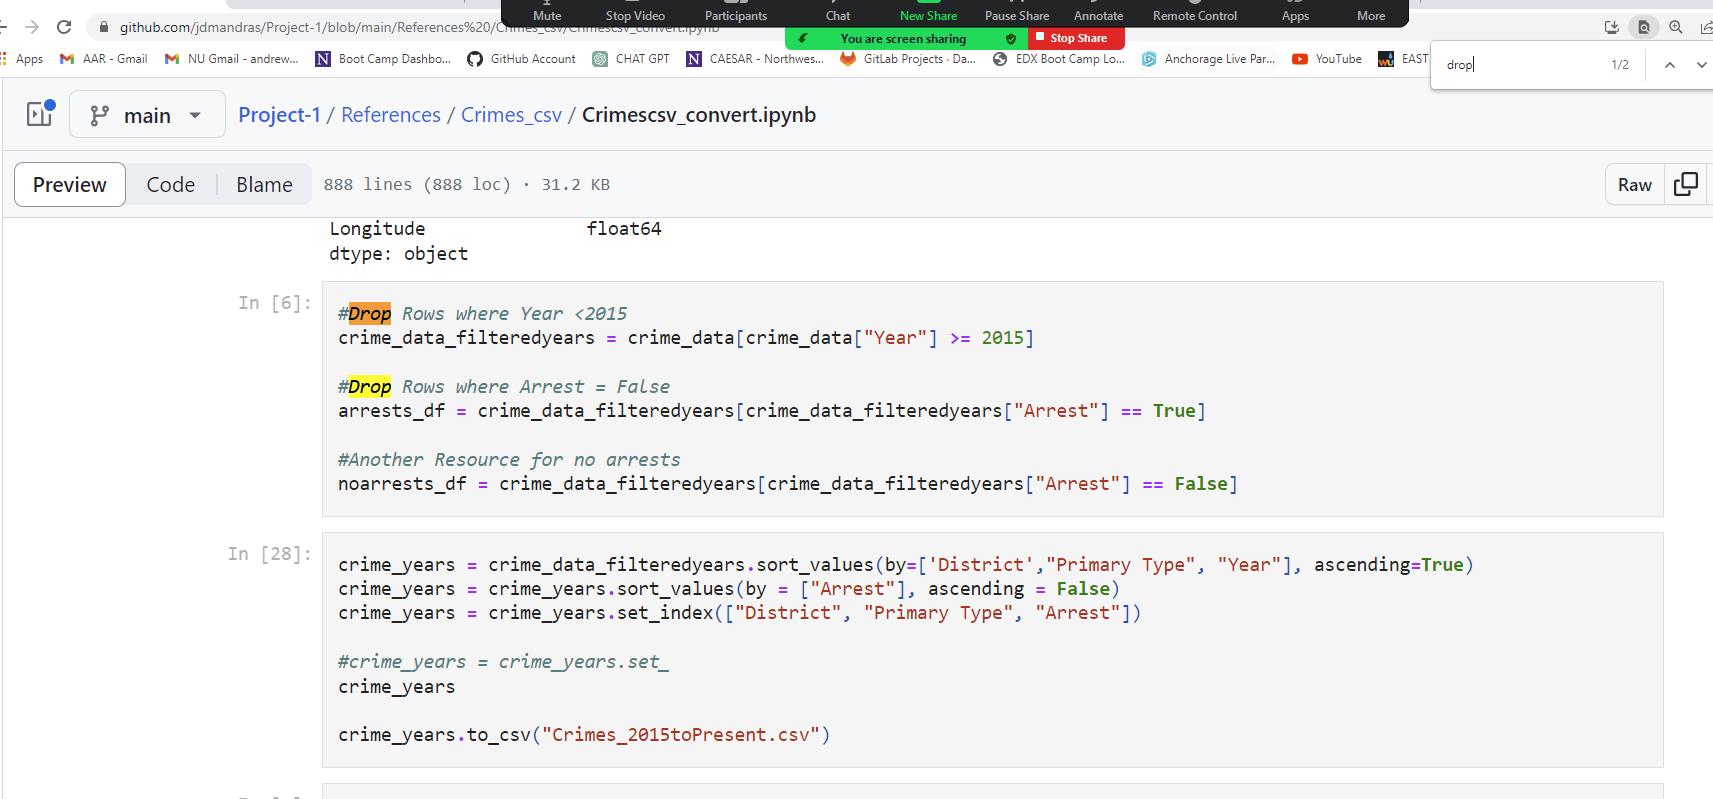 Mute Stop Video Participants Chat New Share Pause Share Annotate Remote Control Apps More
github.com/jdmandras/Project-1/blob/main/References%20/Crimes_csv/Crimescsv_convert.ipynb
You are screen sharing Stop Share
Apps AAR - Gmail NU Gmail - andrew... Boot Camp Dashbo... GitHub Account CHAT GPT CAESAR - Northwes... GitLab Projects · Da... EDX Boot Camp Lo... Anchorage Live Par... YouTube EAST
drop 1/2
main Project-1 / References / Crimes_csv / Crimescsv_convert.ipynb
Preview Code Blame 888 lines (888 loc) · 31.2 KB Raw
Longitude float64
dtype: object
In [6]:
#Drop Rows where Year <2015
crime_data_filteredyears = crime_data[crime_data["Year"] >= 2015]
#Drop Rows where Arrest = False
arrests_df = crime_data_filteredyears[crime_data_filteredyears["Arrest"] == True]
#Another Resource for no arrests
noarrests_df = crime_data_filteredyears[crime_data_filteredyears["Arrest"] == False]
In [28]:
crime_years = crime_data_filteredyears.sort_values(by=['District',"Primary Type", "Year"], ascending=True)
crime_years = crime_years.sort_values(by = ["Arrest"], ascending = False)
crime_years = crime_years.set_index(["District", "Primary Type", "Arrest"])
#crime_years = crime_years.set_
crime_years
crime_years.to_csv("Crimes_2015toPresent.csv")